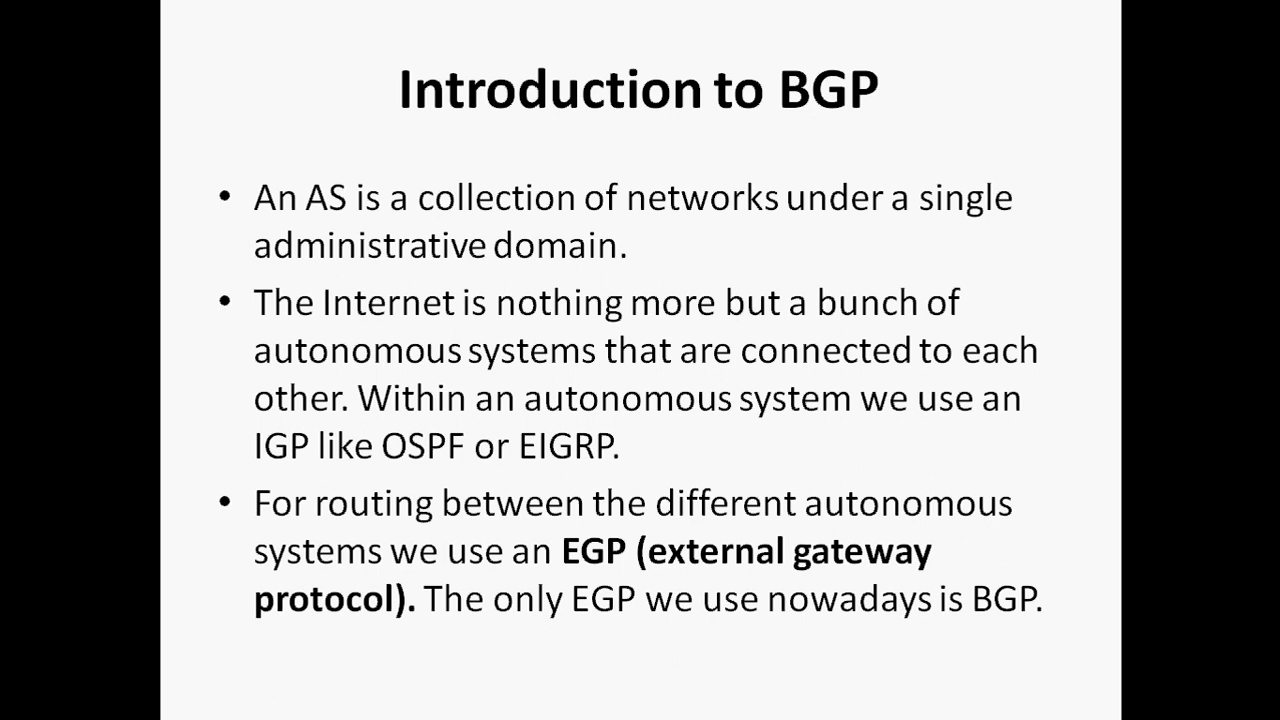 Introduction to BGP
• An AS is a collection of networks under a single
administrative domain.
• The Internet is nothing more but a bunch of
autonomous systems that are connected to each
other. Within an autonomous system we use an
IGP like OSPF or EIGRP.
• For routing between the different autonomous
systems we use an EGP (external gateway
protocol). The only EGP we use nowadays is BGP.